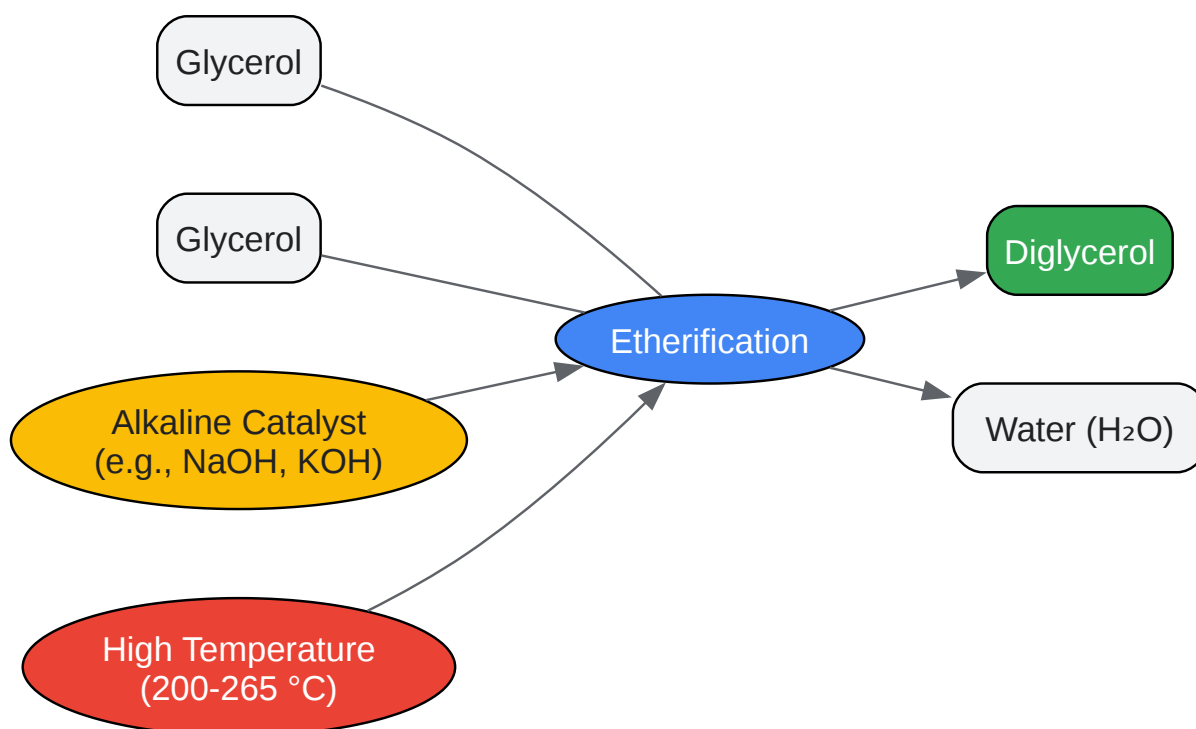 Glycerol
Glycerol
Diglycerol
Etherification
Alkaline Catalyst
(e.g., NaOH, KOH)
Water (H₂O)
High Temperature
(200-265 °C)